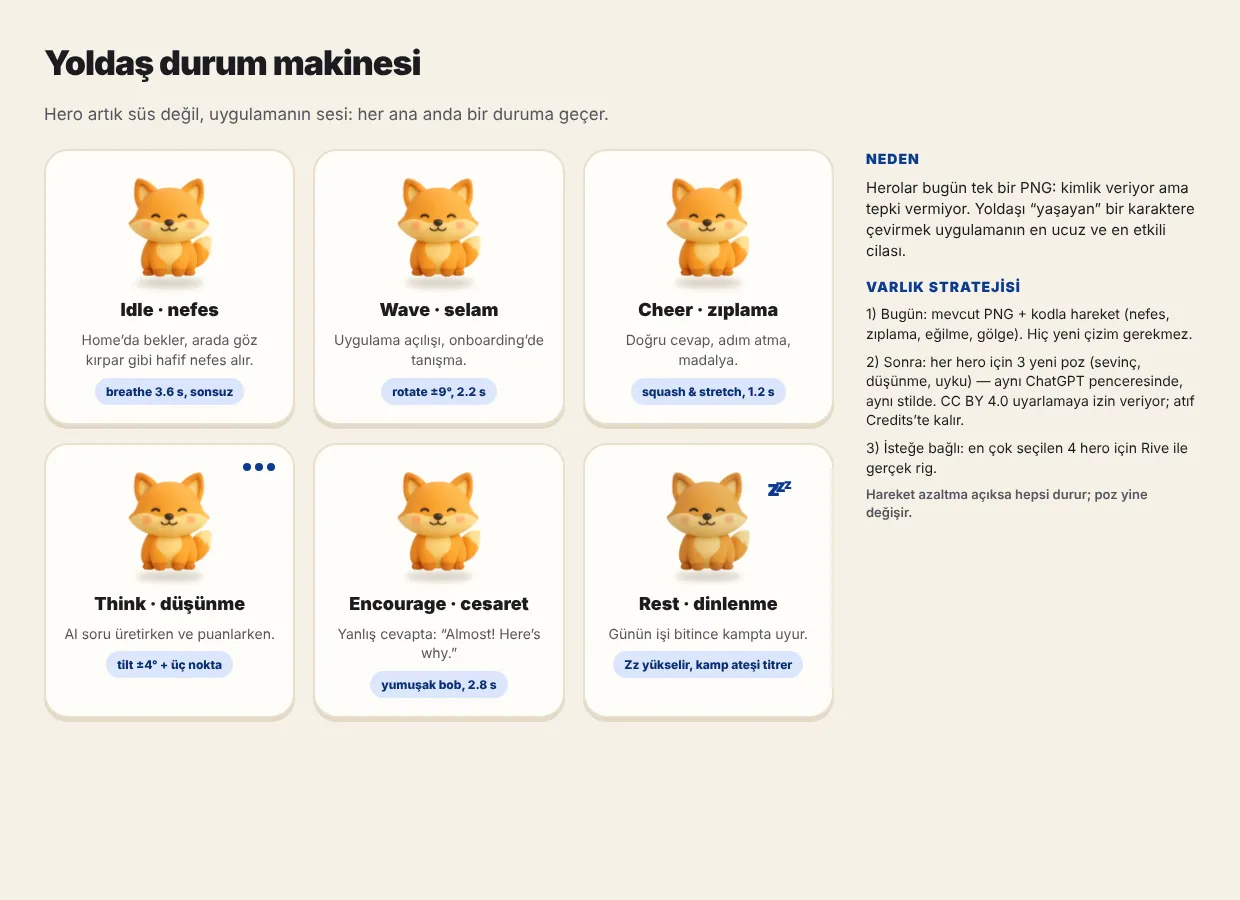 Yoldaş durum makinesi
Hero artık süs değil, uygulamanın sesi: her ana anda bir duruma geçer.
Idle · nefes
Home’da bekler, arada göz
kırpar gibi hafif nefes alır.
breathe 3.6 s, sonsuz
Wave · selam
Uygulama açılışı, onboarding’de
tanışma.
rotate ±9°, 2.2 s
Cheer · zıplama
Doğru cevap, adım atma,
madalya.
squash & stretch, 1.2 s
Think · düşünme
AI soru üretirken ve puanlarken.
tilt ±4° + üç nokta
Encourage · cesaret
Yanlış cevapta: “Almost! Here’s
why.”
yumuşak bob, 2.8 s
zzz
Rest · dinlenme
Günün işi bitince kampta uyur.
Zz yükselir, kamp ateşi titrer
NEDEN
Herolar bugün tek bir PNG: kimlik veriyor ama
tepki vermiyor. Yoldaşı “yaşayan” bir karaktere
çevirmek uygulamanın en ucuz ve en etkili
cilası.
VARLIK STRATEJİSİ
1) Bugün: mevcut PNG + kodla hareket (nefes,
zıplama, eğilme, gölge). Hiç yeni çizim gerekmez.
2) Sonra: her hero için 3 yeni poz (sevinç,
düşünme, uyku) — aynı ChatGPT penceresinde,
aynı stilde. CC BY 4.0 uyarlamaya izin veriyor; atıf
Credits’te kalır.
3) İsteğe bağlı: en çok seçilen 4 hero için Rive ile
gerçek rig.
Hareket azaltma açıksa hepsi durur; poz yine
değişir.